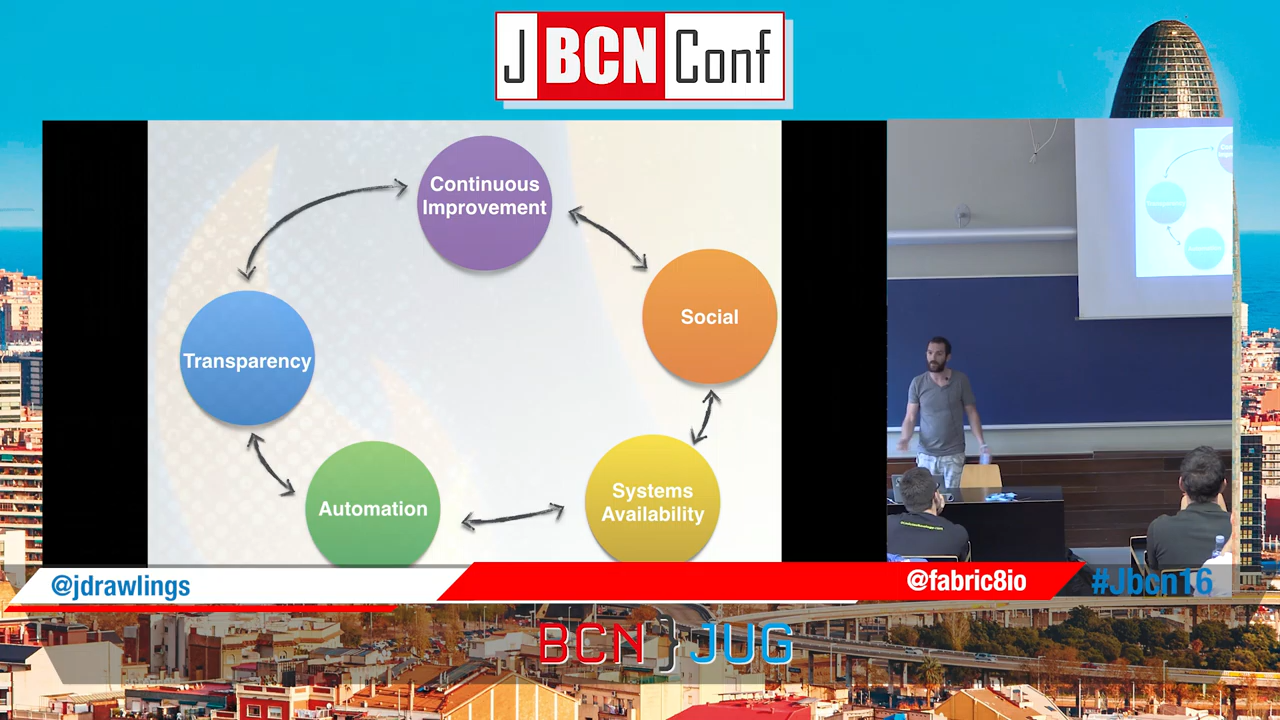 J BCN Conf
Continuous
Improvement
Social
Transparency
Systems
Availability
Automation
@jdrawlings
@fabric8io
#Jbcn16
BCN JUG